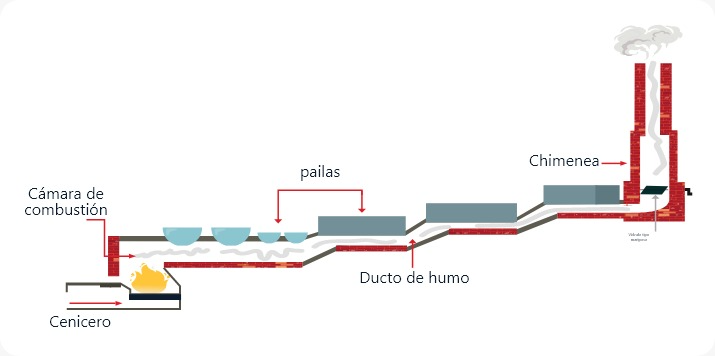 Chimenea
pailas
Cámara de
combustión
Ducto de humo
Cenicero